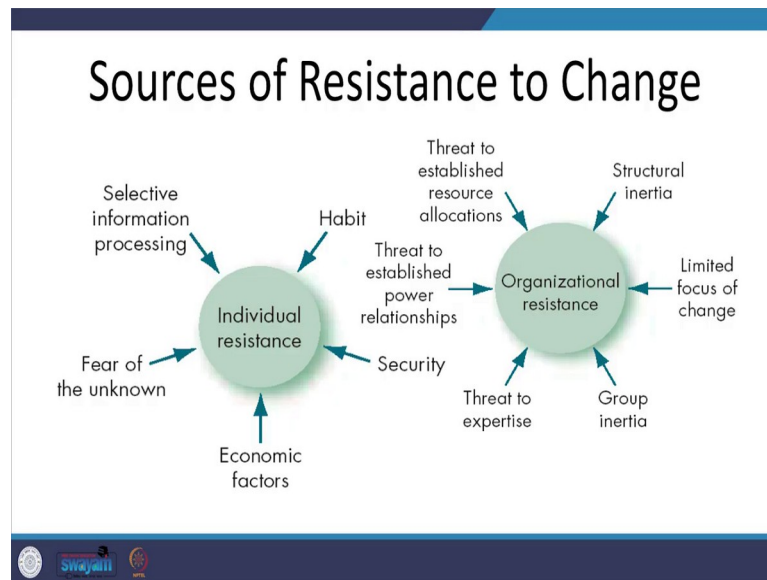 Sources of Resistance to Change
Selective
information
processing
Habit
Individual
resistance
Fear of
the unknown
Security
Economic
factors
Threat to
established
resource
allocations
Structural
inertia
Threat to
established
power
relationships
Organizational
resistance
Limited
focus of
change
Threat to
expertise
Group
inertia
swayam